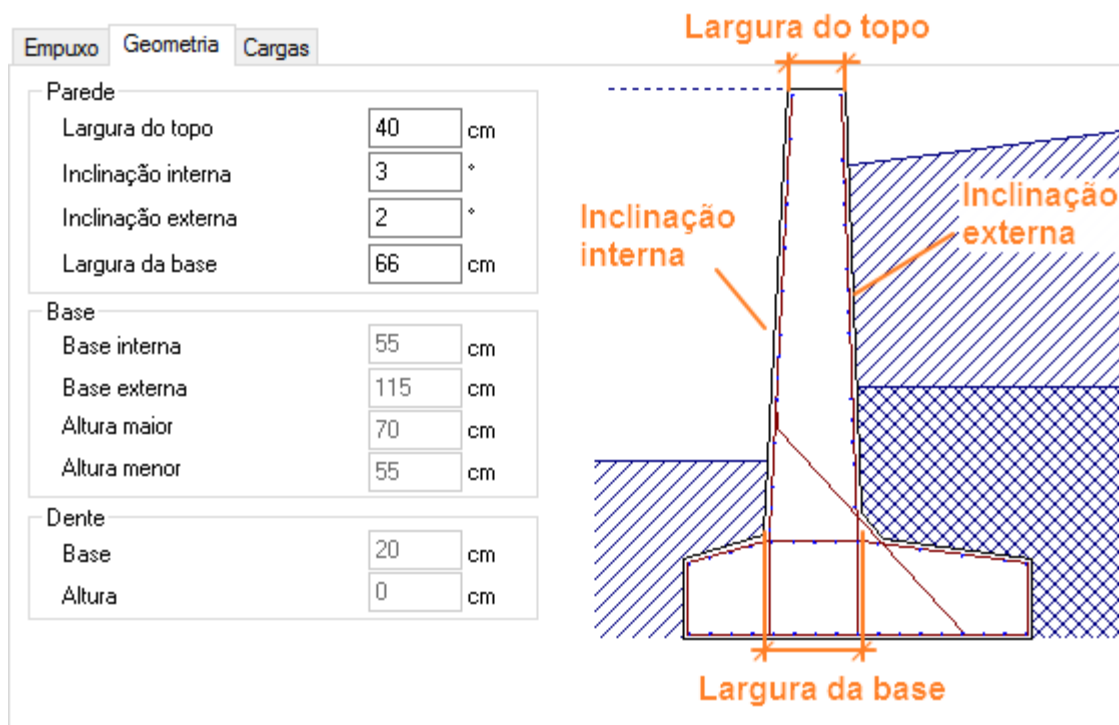 Empuxo Geometria Cargas
Parede
Largura do topo 40 cm
Inclinação interna 3 °
Inclinação externa 2 °
Largura da base 66 cm
Base
Base interna 55 cm
Base externa 115 cm
Altura maior 70 cm
Altura menor 55 cm
Dente
Base 20 cm
Altura 0 cm
Largura do topo
Inclinação
interna
Inclinação
externa
Largura da base